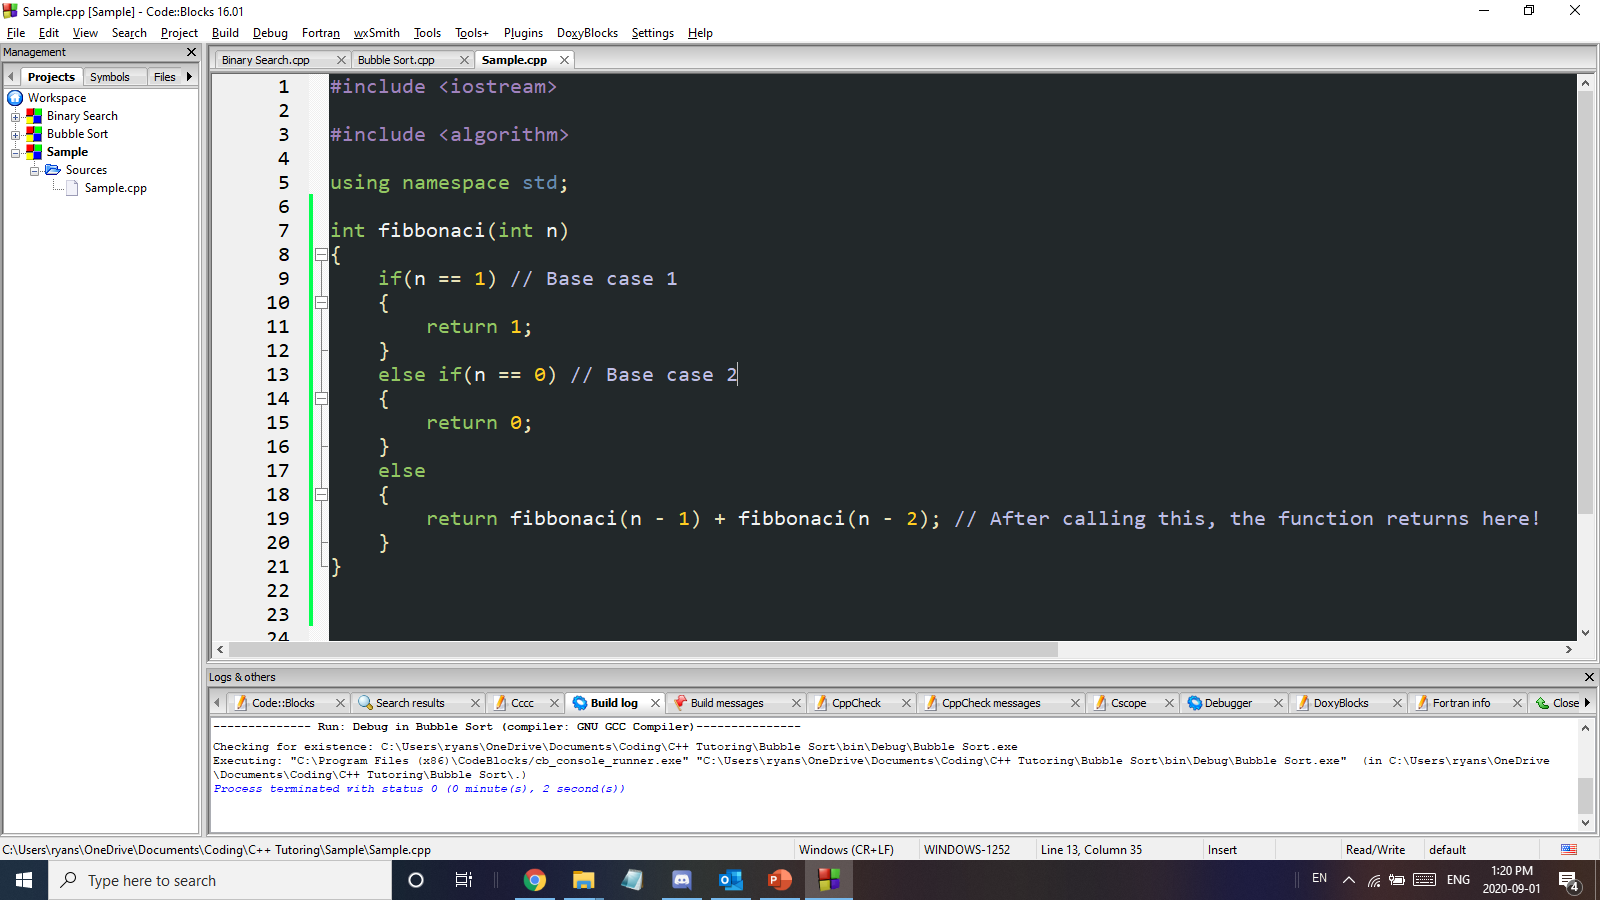 Sample.cpp [Sample] - Code::Blocks 16.01
File Edit View Search Project Build Debug Fortran wxSmith Tools Tools+ Plugins DoxyBlocks Settings Help
Management
Projects Symbols Files
Workspace
Binary Search
Bubble Sort
Sample
Sources
Sample.cpp
Binary Search.cpp Bubble Sort.cpp Sample.cpp
1 #include <iostream>
2
3 #include <algorithm>
4
5 using namespace std;
6
7 int fibbonaci(int n)
8 {
9 if(n == 1) // Base case 1
10 {
11 return 1;
12 }
13 else if(n == 0) // Base case 2
14 {
15 return 0;
16 }
17 else
18 {
19 return fibbonaci(n - 1) + fibbonaci(n - 2); // After calling this, the function returns here!
20 }
21 }
22
23
24
Logs & others
Code::Blocks Search results Cccc Build log Build messages CppCheck CppCheck messages Cscope Debugger DoxyBlocks Fortran info Close
-------------- Run: Debug in Bubble Sort (compiler: GNU GCC Compiler)---------------
Checking for existence: C:\Users\ryans\OneDrive\Documents\Coding\C++ Tutoring\Bubble Sort\bin\Debug\Bubble Sort.exe
Executing: "C:\Program Files (x86)\CodeBlocks/cb_console_runner.exe" "C:\Users\ryans\OneDrive\Documents\Coding\C++ Tutoring\Bubble Sort\bin\Debug\Bubble Sort.exe"  (in C:\Users\ryans\OneDrive
\Documents\Coding\C++ Tutoring\Bubble Sort\.)
Process terminated with status 0 (0 minute(s), 2 second(s))
C:\Users\ryans\OneDrive\Documents\Coding\C++ Tutoring\Sample\Sample.cpp Windows (CR+LF) WINDOWS-1252 Line 13, Column 35 Insert Read/Write default
Type here to search
EN ENG
1:20 PM
2020-09-01
4